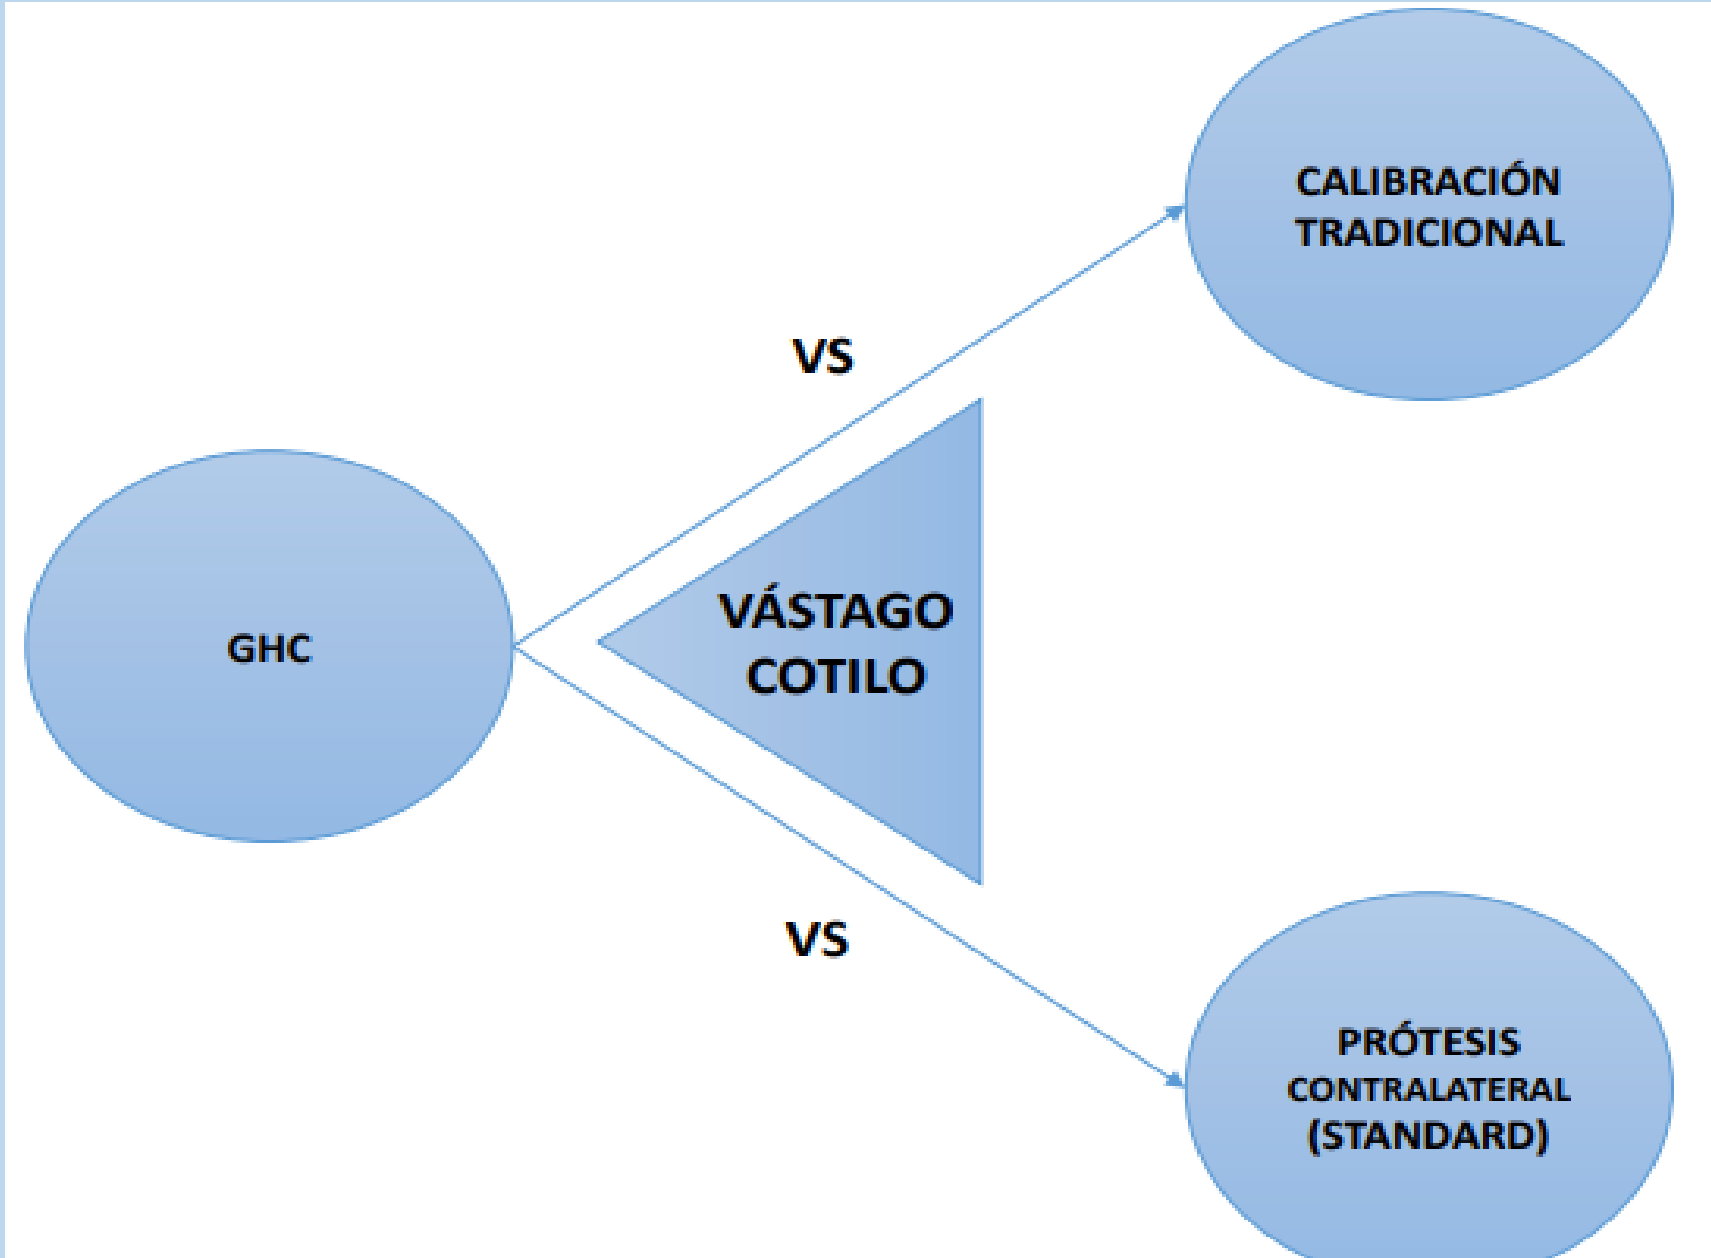 CALIBRACIÓN
TRADICIONAL
VS
GHC
VÁSTAGO
COTILO
VS
PRÓTESIS
CONTRALATERAL
(STANDARD)